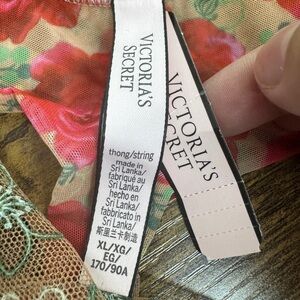 VICTORIA'S
SECRET
thong/string
made in
Sri Lanka/
fabriqué au
Sri Lanka/
hecho en
Sri Lanka/
fabbricato in
Sri Lanka/
斯里兰卡制造
XL/XG/
EG/
170/90A
VICTORIA'S
SECRET